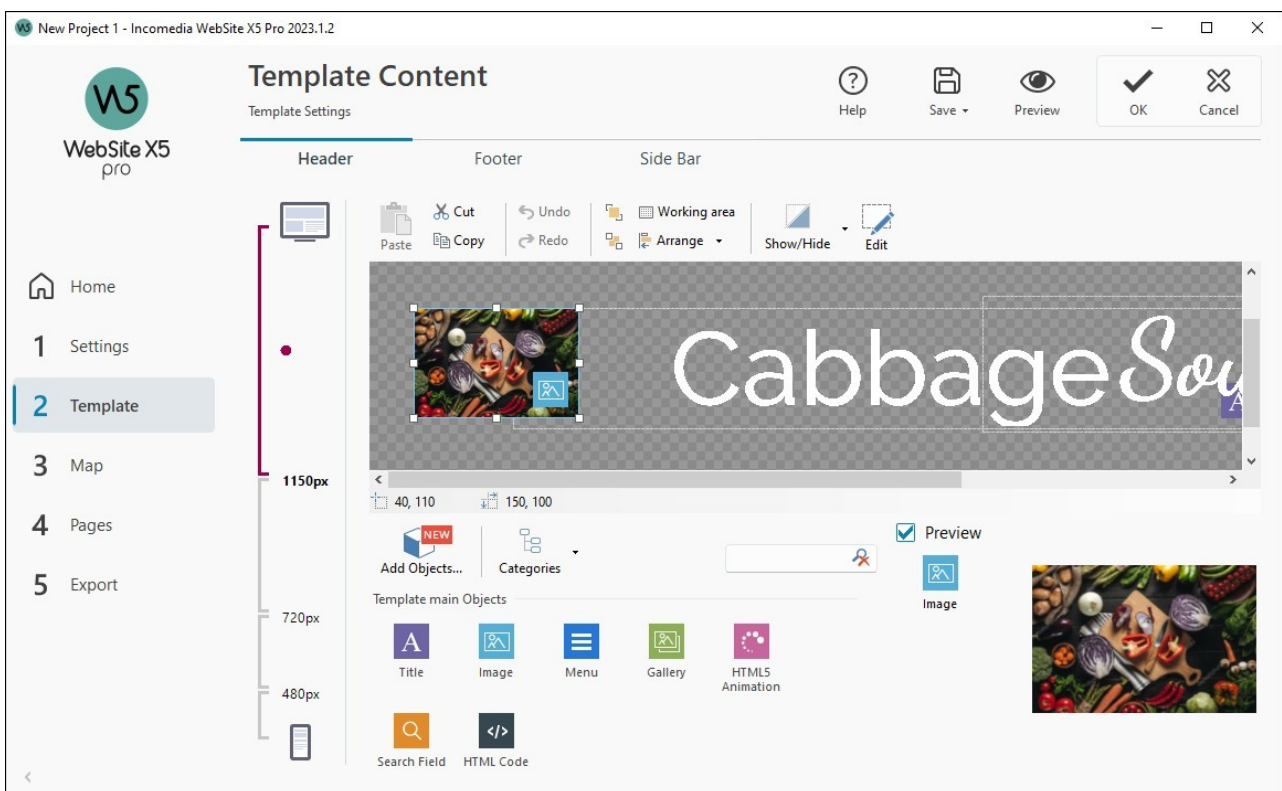 New Project 1 - Incomedia WebSite X5 Pro 2023.1.2
W5
WebSite X5
pro
Template Content
Template Settings
Help
Save
Preview
OK
Cancel
Header
Footer
Side Bar
Home
1 Settings
2 Template
3 Map
4 Pages
5 Export
1150px
720px
480px
Paste
Cut
Copy
Undo
Redo
Working area
Arrange
Show/Hide
Edit
Cabbage Sou
A
40, 110
150, 100
NEW
Add Objects...
Categories
Preview
Image
Template main Objects
A
Title
Image
Menu
Gallery
HTML5
Animation
Search Field
</>
HTML Code